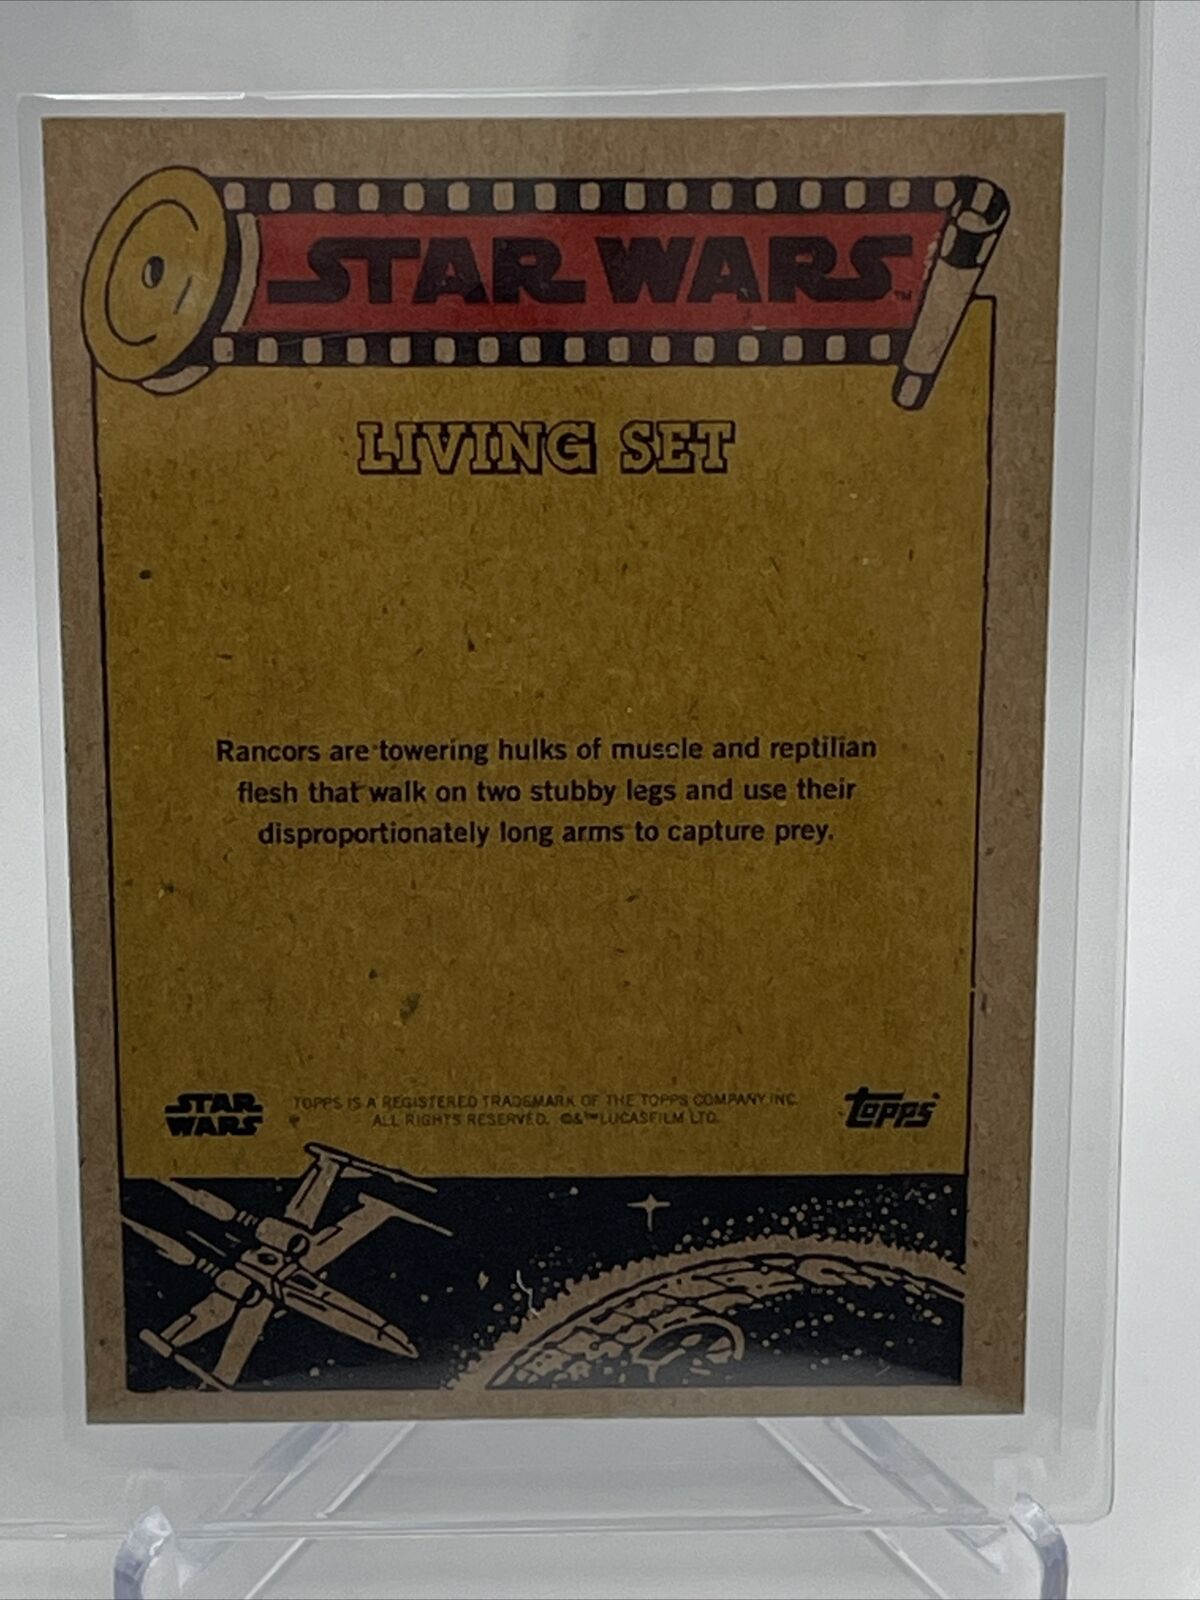 STAR WARS™
LIVING SET
Rancors are towering hulks of muscle and reptilian
flesh that walk on two stubby legs and use their
disproportionately long arms to capture prey.
STAR
WARS
TOPPS IS A REGISTERED TRADEMARK OF THE TOPPS COMPANY, INC.
ALL RIGHTS RESERVED. ©&™LUCASFILM LTD.
topps